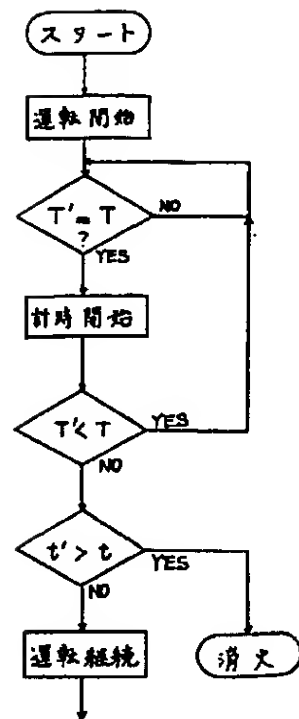 スタート
運転開始
T'=T
?
NO
YES
計時開始
T'<T
YES
NO
t'>t
YES
NO
運転継続
消火